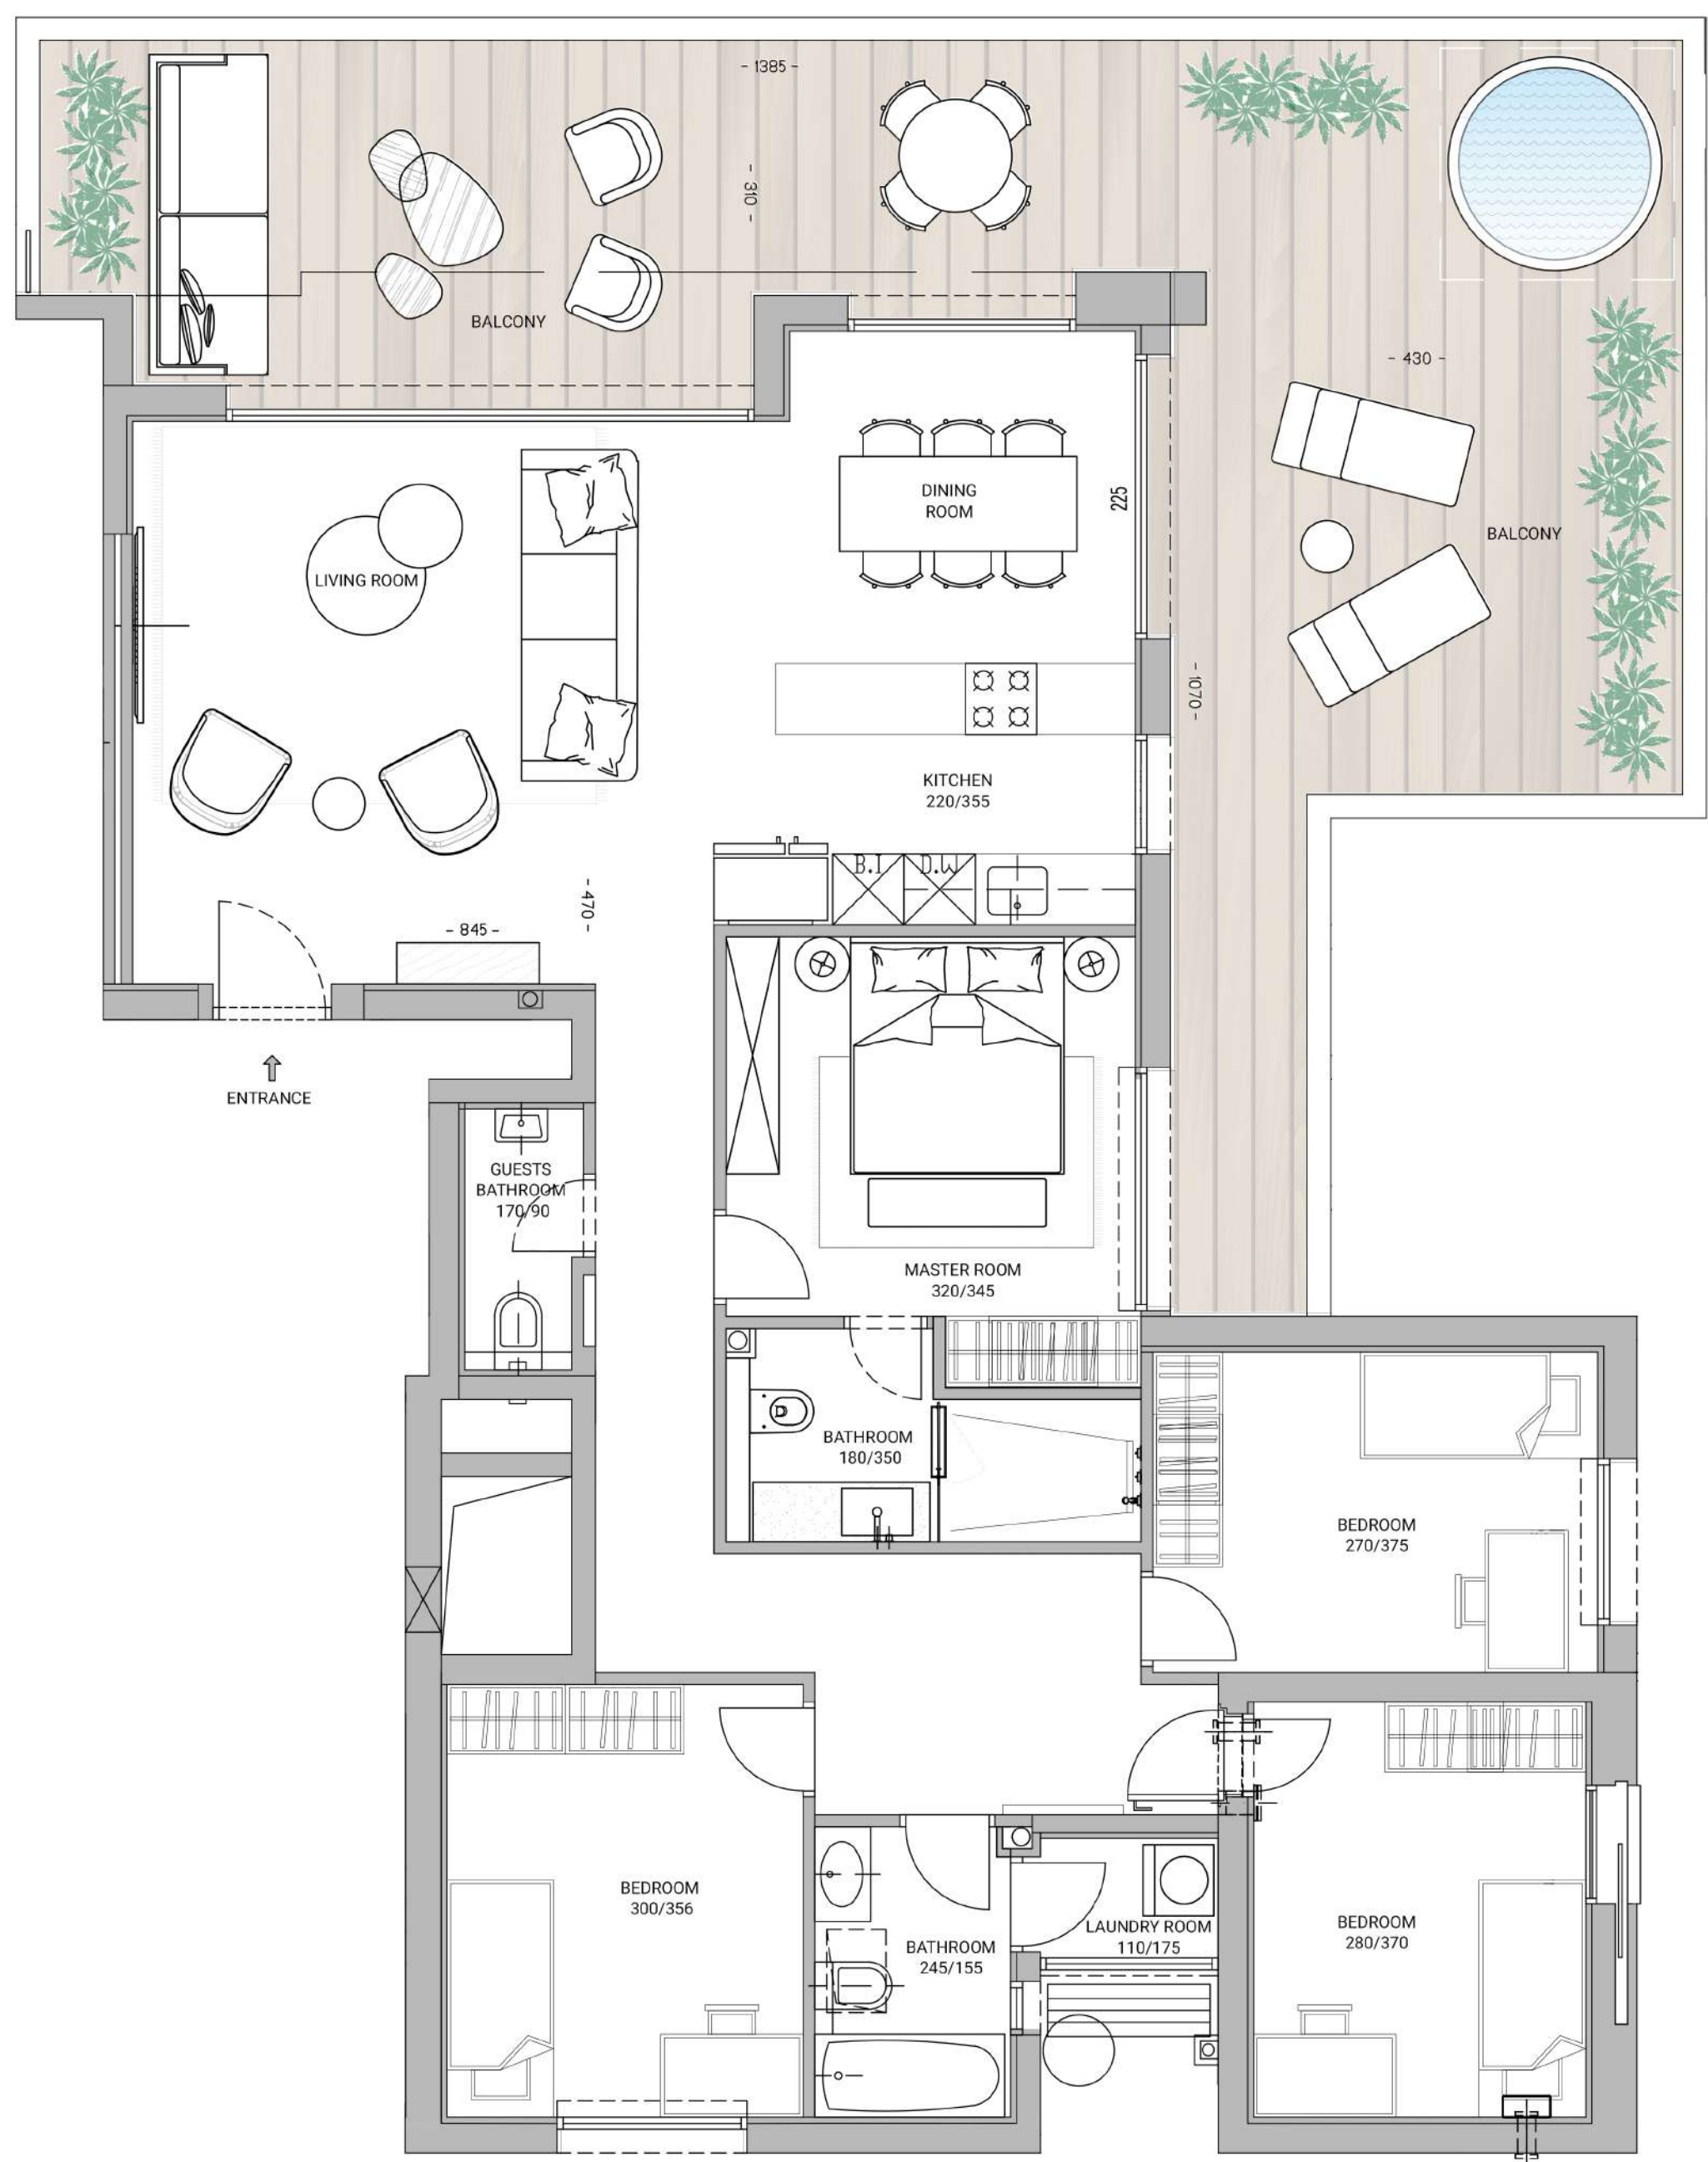 - 1385 -
- 310 -
BALCONY
- 430 -
DINING
ROOM
225
BALCONY
LIVING ROOM
- 1070 -
KITCHEN
220/355
B.I
D.W
- 470 -
- 845 -
ENTRANCE
GUESTS
BATHROOM
170/90
MASTER ROOM
320/345
BATHROOM
180/350
BEDROOM
270/375
BEDROOM
300/356
BATHROOM
245/155
LAUNDRY ROOM
110/175
BEDROOM
280/370